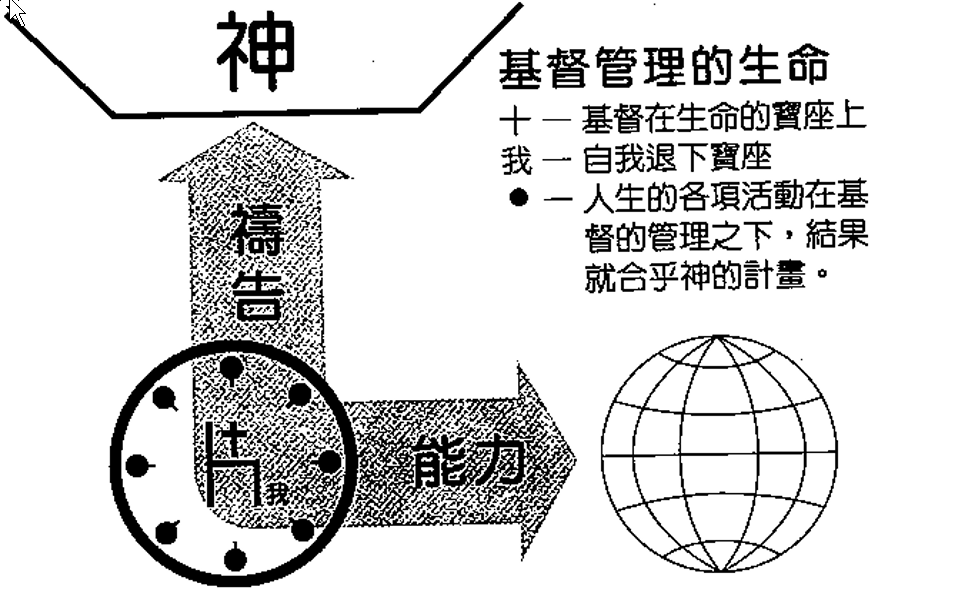 神
基督管理的生命
十 — 基督在生命的寶座上
我 — 自我退下寶座
● — 人生的各項活動在基
督的管理之下，結果
就合乎神的計畫。
禱
告
十
我
能力